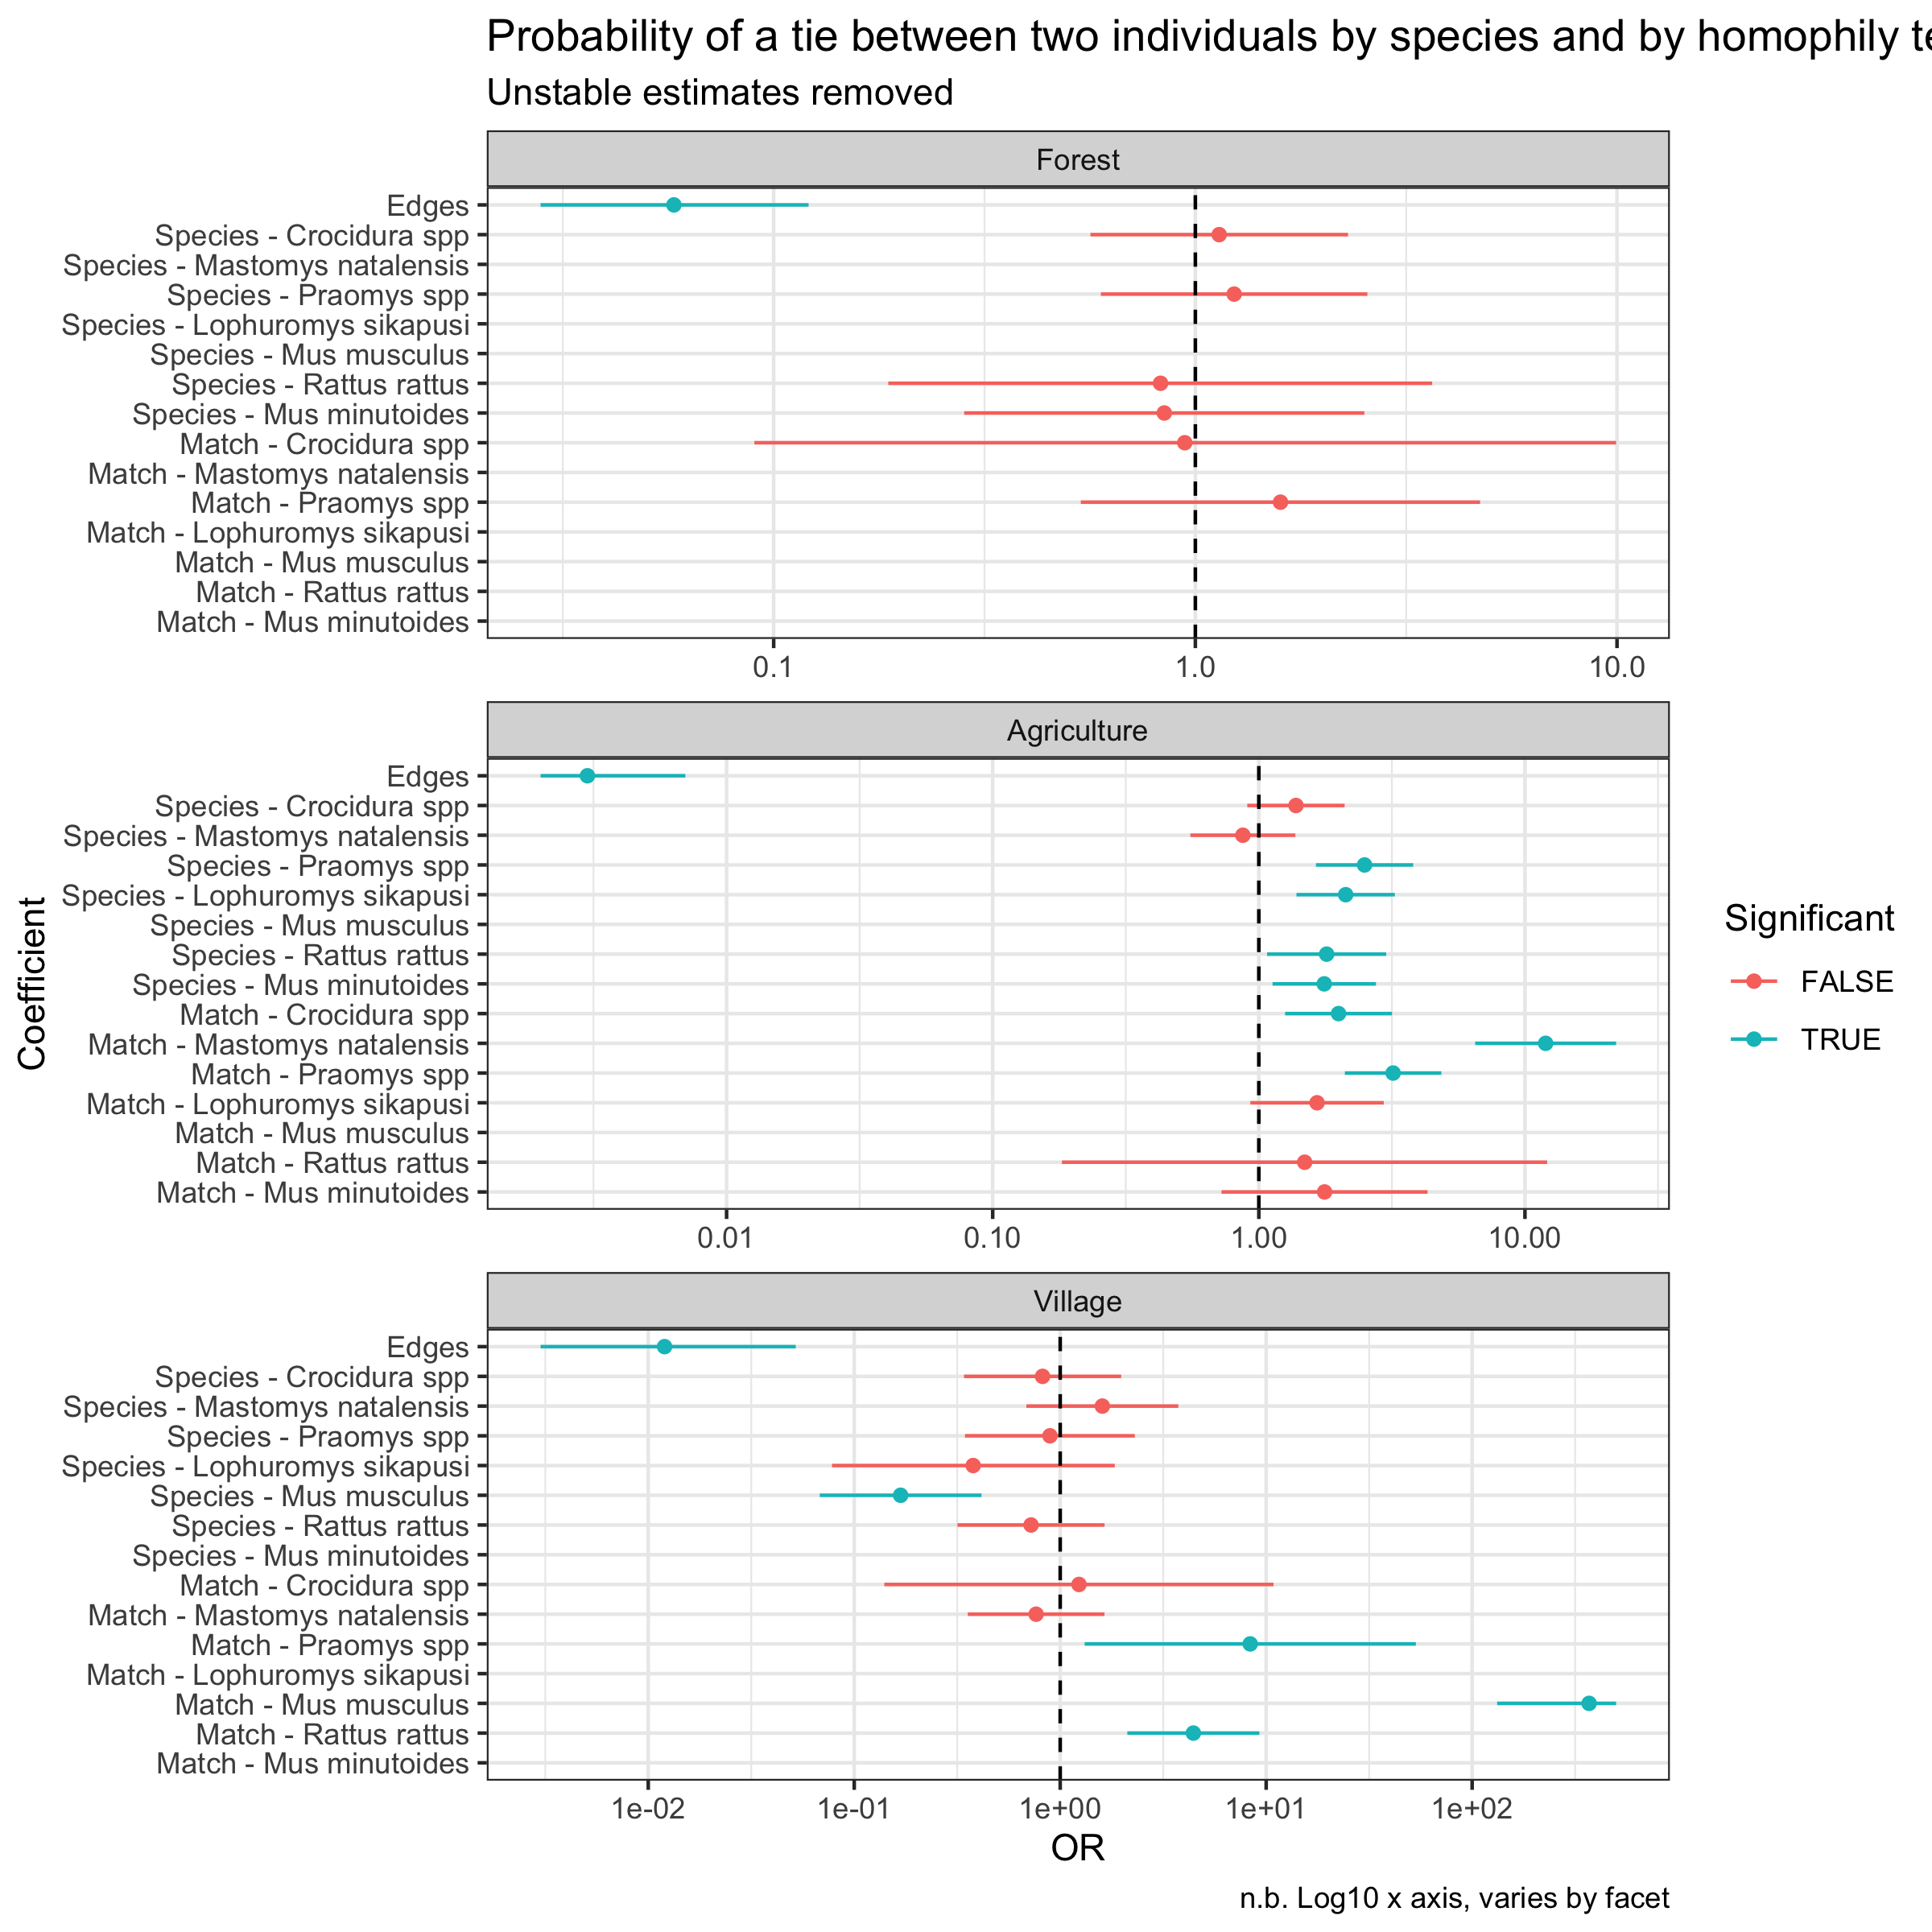 Probability of a tie between two individuals by species and by homophily te
Unstable estimates removed
Forest
Edges
Species - Crocidura spp
Species - Mastomys natalensis
Species - Praomys spp
Species - Lophuromys sikapusi
Species - Mus musculus
Species - Rattus rattus
Species - Mus minutoides
Match - Crocidura spp
Match - Mastomys natalensis
Match - Praomys spp
Match - Lophuromys sikapusi
Match - Mus musculus
Match - Rattus rattus
Match - Mus minutoides
0.1 1.0 10.0
Agriculture
Edges
Species - Crocidura spp
Species - Mastomys natalensis
Species - Praomys spp
Species - Lophuromys sikapusi
Species - Mus musculus
Species - Rattus rattus
Species - Mus minutoides
Match - Crocidura spp
Match - Mastomys natalensis
Match - Praomys spp
Match - Lophuromys sikapusi
Match - Mus musculus
Match - Rattus rattus
Match - Mus minutoides
0.01 0.10 1.00 10.00
Coefficient
Significant
FALSE
TRUE
Village
Edges
Species - Crocidura spp
Species - Mastomys natalensis
Species - Praomys spp
Species - Lophuromys sikapusi
Species - Mus musculus
Species - Rattus rattus
Species - Mus minutoides
Match - Crocidura spp
Match - Mastomys natalensis
Match - Praomys spp
Match - Lophuromys sikapusi
Match - Mus musculus
Match - Rattus rattus
Match - Mus minutoides
1e-02 1e-01 1e+00 1e+01 1e+02
OR
n.b. Log10 x axis, varies by facet